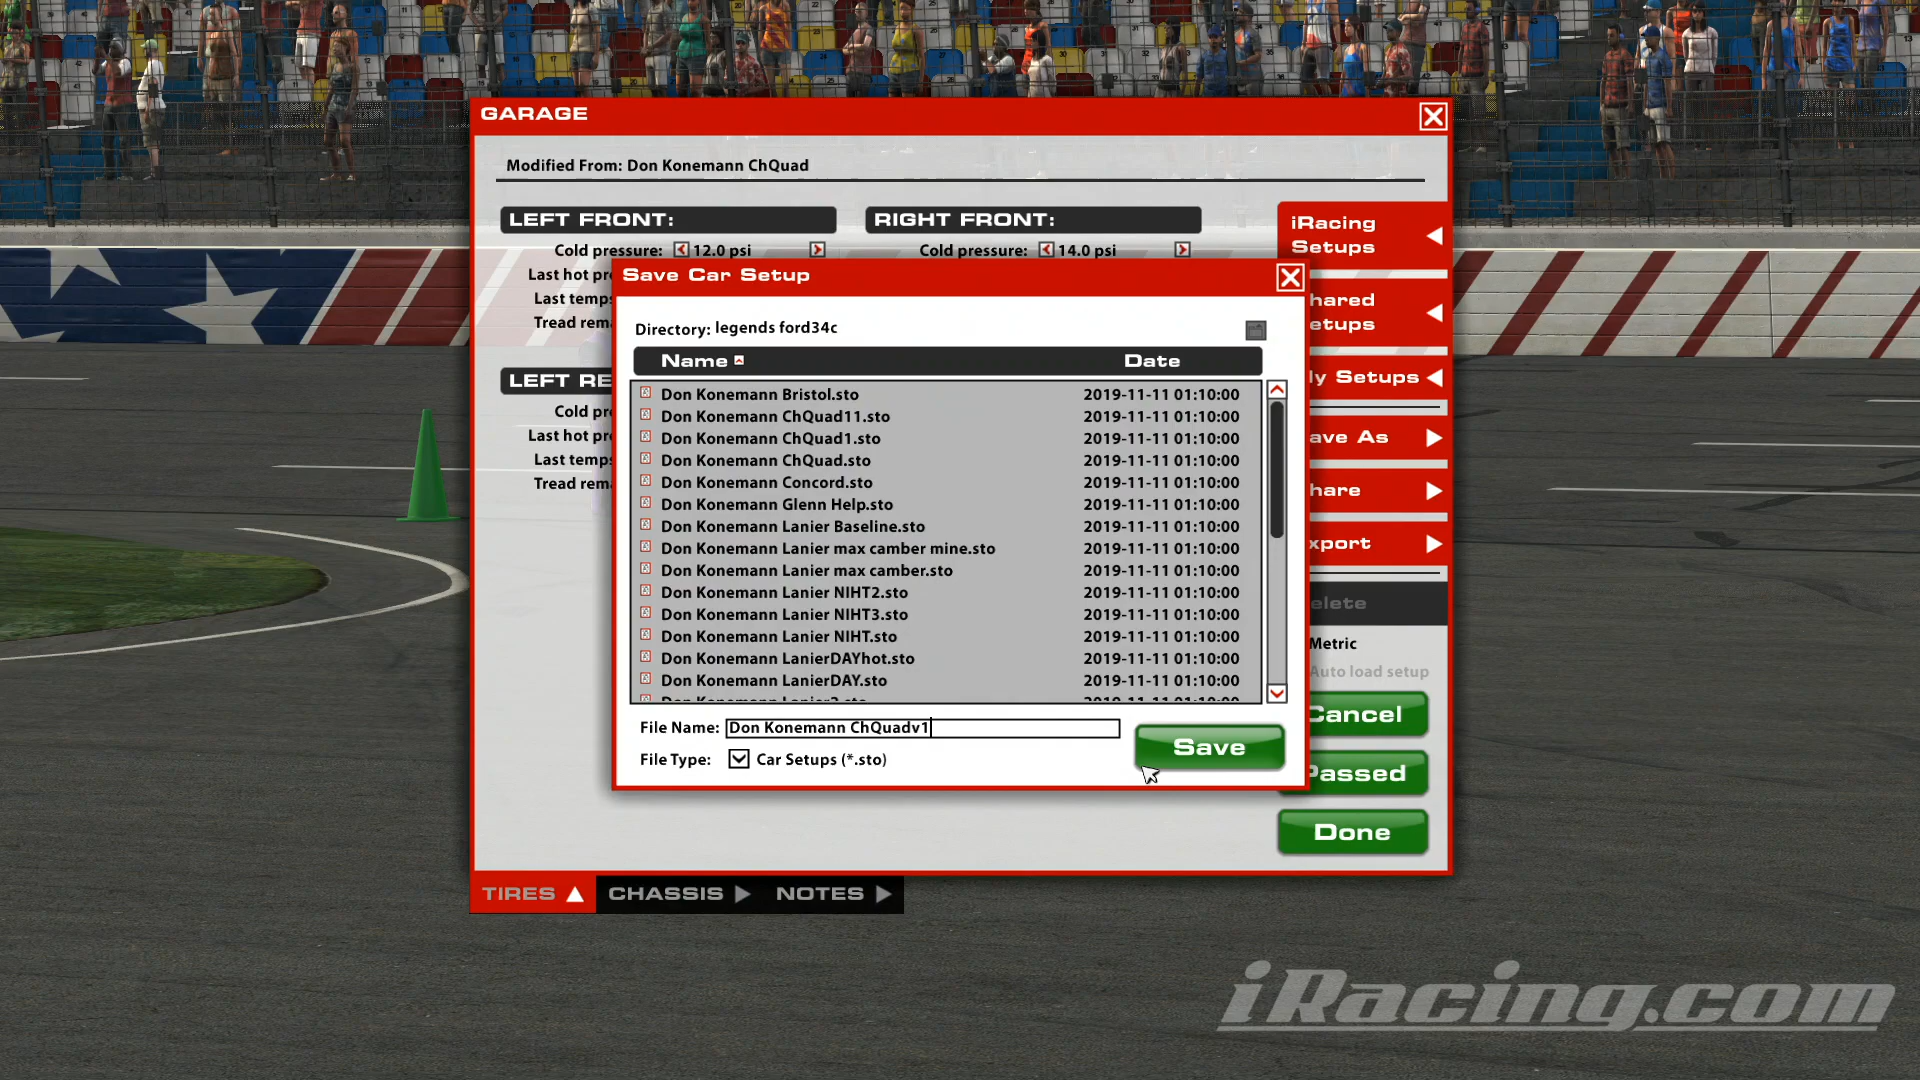 GARAGE
Modified From: Don Konemann ChQuad
LEFT FRONT:
RIGHT FRONT:
Cold pressure: 12.0 psi
Cold pressure: 14.0 psi
Last hot pre
Last temps
Tread rema
LEFT RE
Cold pre
Last hot pre
Last temps
Tread rema
iRacing
Setups
hared
etups
y Setups
ave As
hare
xport
elete
Metric
Auto load setup
Cancel
Passed
Done
Save Car Setup
Directory: legends ford34c
Name
Date
Don Konemann Bristol.sto 2019-11-11 01:10:00
Don Konemann ChQuad11.sto 2019-11-11 01:10:00
Don Konemann ChQuad1.sto 2019-11-11 01:10:00
Don Konemann ChQuad.sto 2019-11-11 01:10:00
Don Konemann Concord.sto 2019-11-11 01:10:00
Don Konemann Glenn Help.sto 2019-11-11 01:10:00
Don Konemann Lanier Baseline.sto 2019-11-11 01:10:00
Don Konemann Lanier max camber mine.sto 2019-11-11 01:10:00
Don Konemann Lanier max camber.sto 2019-11-11 01:10:00
Don Konemann Lanier NIHT2.sto 2019-11-11 01:10:00
Don Konemann Lanier NIHT3.sto 2019-11-11 01:10:00
Don Konemann Lanier NIHT.sto 2019-11-11 01:10:00
Don Konemann LanierDAYhot.sto 2019-11-11 01:10:00
Don Konemann LanierDAY.sto 2019-11-11 01:10:00
File Name: Don Konemann ChQuadv1
File Type: Car Setups (*.sto)
Save
TIRES
CHASSIS
NOTES
iRacing.com